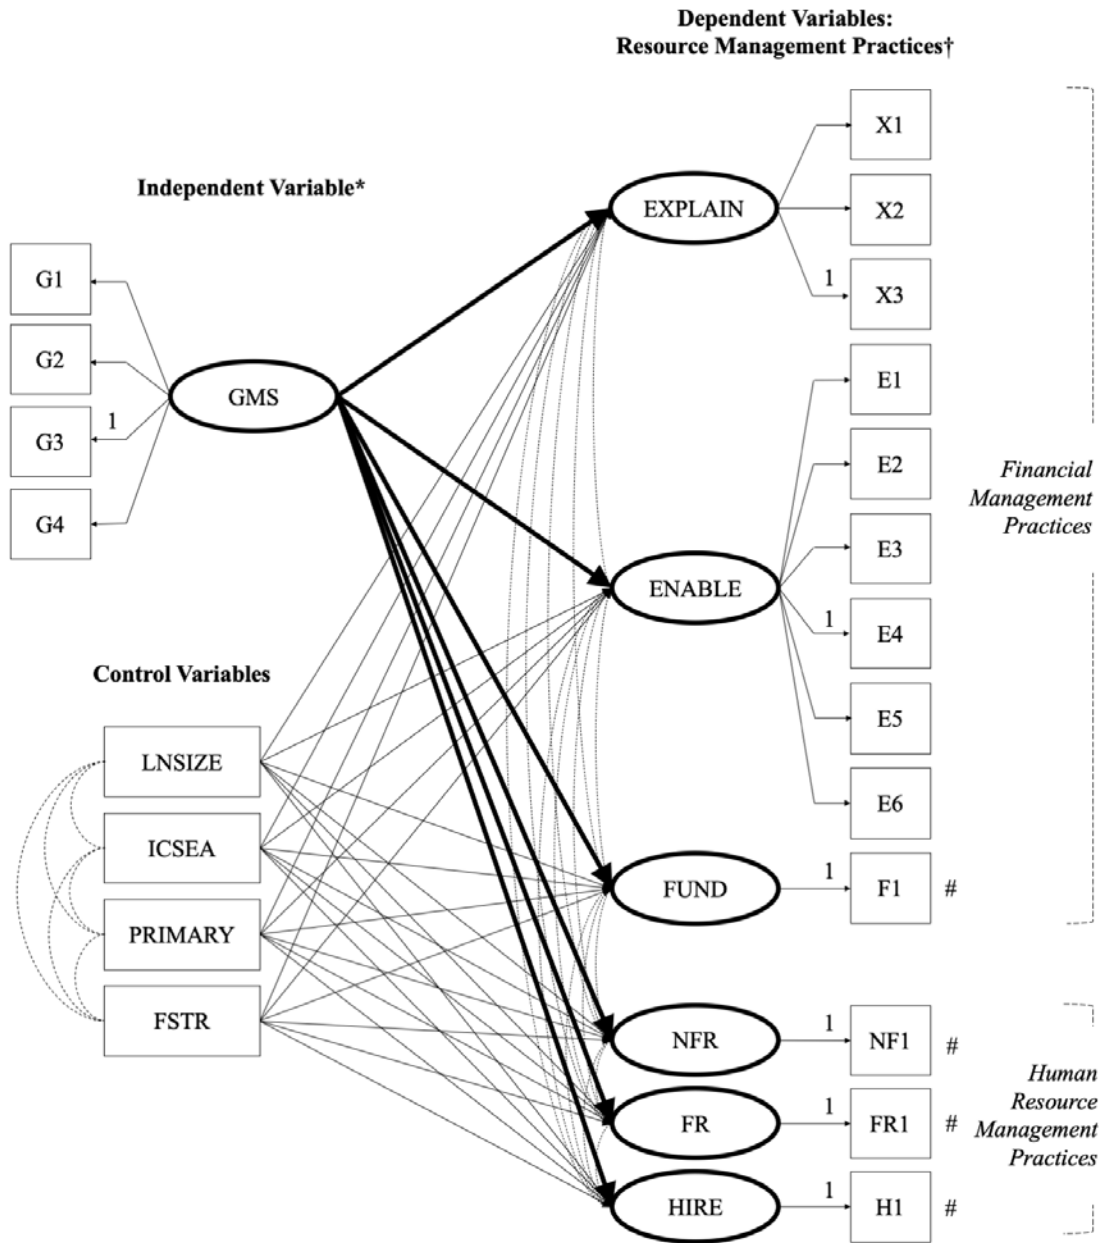 Dependent Variables:
Resource Management Practices†
Independent Variable*
G1
G2
G3
G4
1
GMS
Control Variables
LNSIZE
ICSEA
PRIMARY
FSTR
EXPLAIN
X1
X2
1
X3
ENABLE
E1
E2
E3
1
E4
E5
E6
FUND
1
F1
#
Financial
Management
Practices
NFR
1
NF1
#
FR
1
FR1
#
HIRE
1
H1
#
Human
Resource
Management
Practices